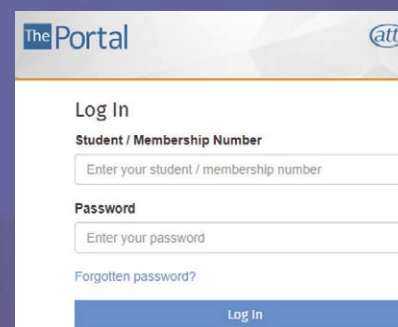 The Portal
att
Log In
Student / Membership Number
Enter your student / membership number
Password
Enter your password
Forgotten password?
Log In